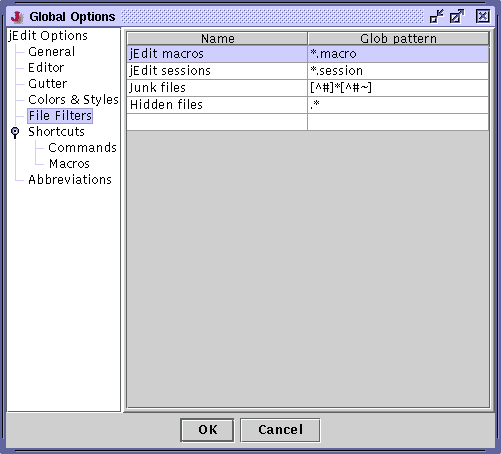 Global Options
jEdit Options
General
Editor
Gutter
Colors & Styles
File Filters
Shortcuts
Commands
Macros
Abbreviations
Name Glob pattern
jEdit macros *.macro
jEdit sessions *.session
Junk files [^#]*[^#~]
Hidden files .*
OK Cancel